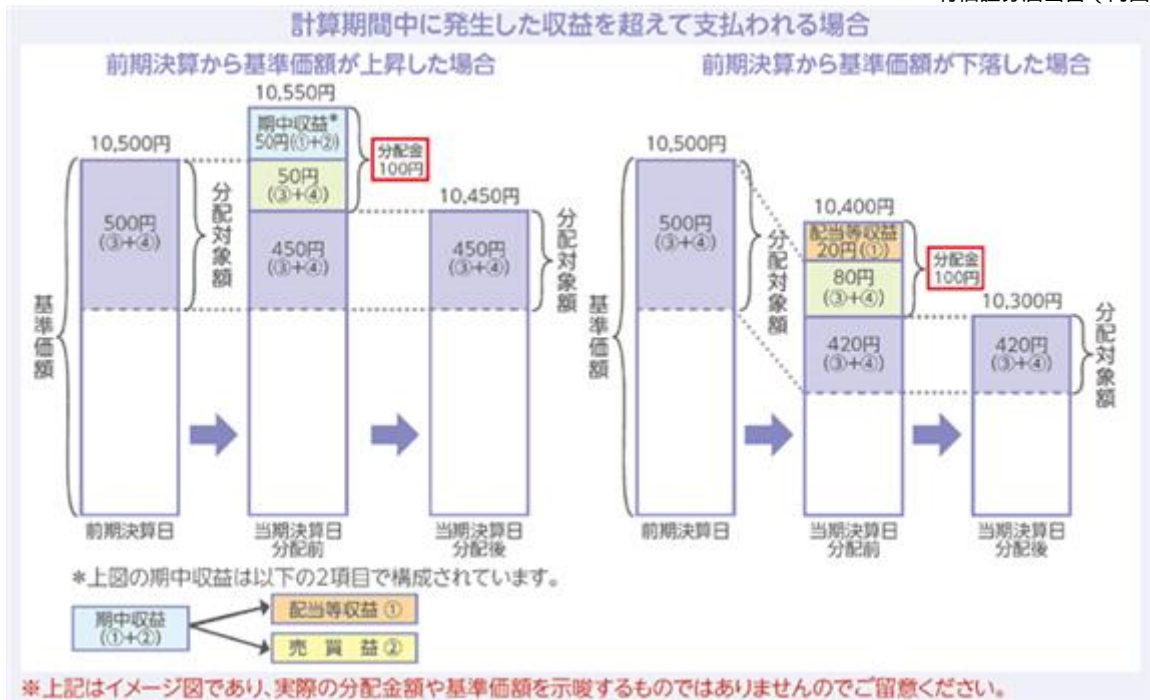 計算期間中に発生した収益を超えて支払われる場合
前期決算から基準価額が上昇した場合
10,550円
期中収益*
50円(①+②)
分配金
100円
10,500円
50円
(③+④)
10,450円
500円
(③+④)
分配対象額
450円
(③+④)
450円
(③+④)
分配対象額
基準価額
前期決算日
当期決算日
分配前
当期決算日
分配後
前期決算から基準価額が下落した場合
10,500円
10,400円
配当等収益
20円(①)
分配金
100円
500円
(③+④)
分配対象額
80円
(③+④)
10,300円
420円
(③+④)
420円
(③+④)
分配対象額
基準価額
前期決算日
当期決算日
分配前
当期決算日
分配後
*上図の期中収益は以下の2項目で構成されています。
期中収益
(①+②)
配当等収益 ①
売 買 益 ②
※上記はイメージ図であり、実際の分配金額や基準価額を示唆するものではありませんのでご留意ください。